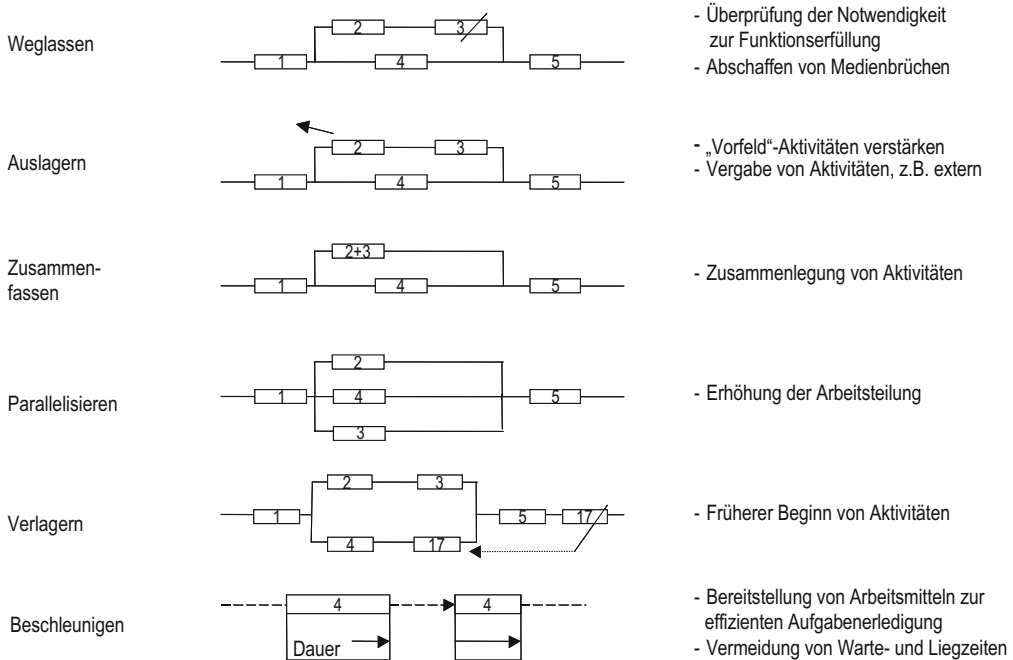 Weglassen
2 3
1 4 5
- Überprüfung der Notwendigkeit
zur Funktionserfüllung
- Abschaffen von Medienbrüchen
Auslagern
2 3
1 4 5
- „Vorfeld“-Aktivitäten verstärken
- Vergabe von Aktivitäten, z.B. extern
Zusammen-
fassen
2+3
1 4 5
- Zusammenlegung von Aktivitäten
Parallelisieren
2
1 4 5
3
- Erhöhung der Arbeitsteilung
Verlagern
2 3
1 5 17
4 17
- Früherer Beginn von Aktivitäten
Beschleunigen
4 4
Dauer
- Bereitstellung von Arbeitsmitteln zur
effizienten Aufgabenerledigung
- Vermeidung von Warte- und Liegzeiten